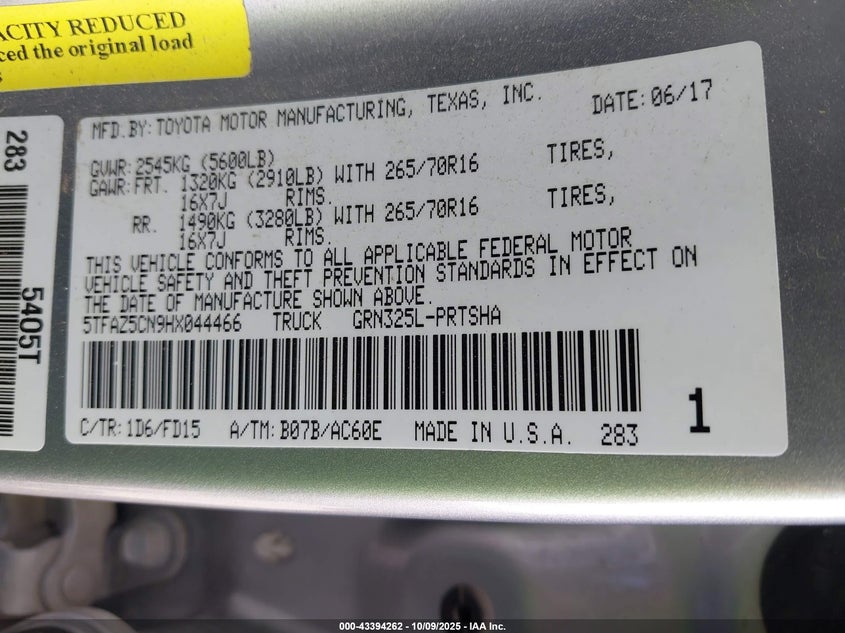 ACITY REDUCED
ced the original load
s
283
5405T
MFD.BY: TOYOTA MOTOR MANUFACTURING, TEXAS, INC. DATE: 06/17
GVWR: 2545KG (5600LB)
GAWR: FRT. 1320KG (2910LB) WITH 265/70R16 TIRES,
16X7J RIMS.
RR. 1490KG (3280LB) WITH 265/70R16 TIRES,
16X7J RIMS.
THIS VEHICLE CONFORMS TO ALL APPLICABLE FEDERAL MOTOR
VEHICLE SAFETY AND THEFT PREVENTION STANDARDS IN EFFECT ON
THE DATE OF MANUFACTURE SHOWN ABOVE.
5TFAZ5CN9HX044466 TRUCK GRN325L-PRTSHA
C/TR: 1D6/FD15 A/TM: B07B/AC60E MADE IN U.S.A. 283
1
000-43394262 - 10/09/2025 - IAA Inc.